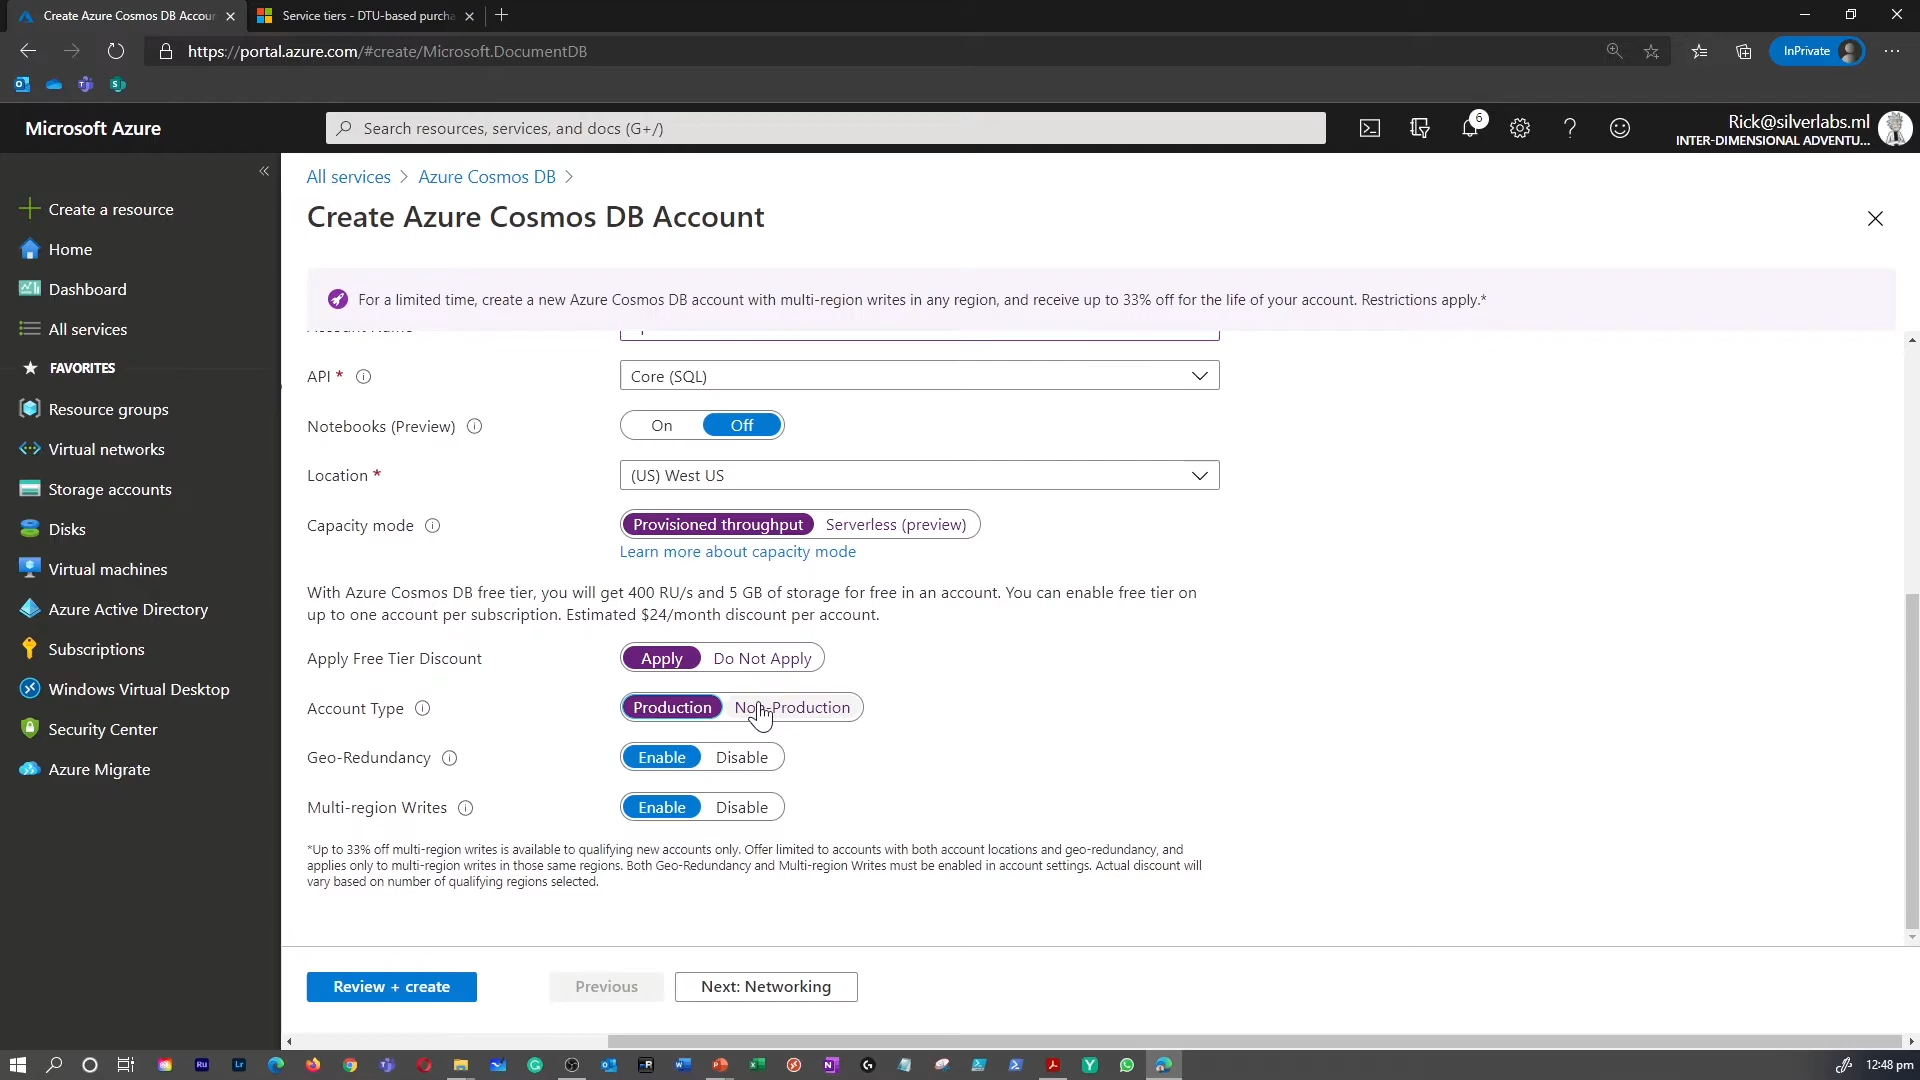 Create Azure Cosmos DB Accour
Service tiers - DTU-based purcha
https://portal.azure.com/#create/Microsoft.DocumentDB
InPrivate
Microsoft Azure
Search resources, services, and docs (G+/)
6
Rick@silverlabs.ml
INTER-DIMENSIONAL ADVENTU...
All services > Azure Cosmos DB >
Create Azure Cosmos DB Account
Create a resource
Home
Dashboard
All services
FAVORITES
Resource groups
Virtual networks
Storage accounts
Disks
Virtual machines
Azure Active Directory
Subscriptions
Windows Virtual Desktop
Security Center
Azure Migrate
For a limited time, create a new Azure Cosmos DB account with multi-region writes in any region, and receive up to 33% off for the life of your account. Restrictions apply.*
API *
Core (SQL)
Notebooks (Preview)
On Off
Location *
(US) West US
Capacity mode
Provisioned throughput Serverless (preview)
Learn more about capacity mode
With Azure Cosmos DB free tier, you will get 400 RU/s and 5 GB of storage for free in an account. You can enable free tier on
up to one account per subscription. Estimated $24/month discount per account.
Apply Free Tier Discount
Apply Do Not Apply
Account Type
Production Non-Production
Geo-Redundancy
Enable Disable
Multi-region Writes
Enable Disable
*Up to 33% off multi-region writes is available to qualifying new accounts only. Offer limited to accounts with both account locations and geo-redundancy, and
applies only to multi-region writes in those same regions. Both Geo-Redundancy and Multi-region Writes must be enabled in account settings. Actual discount will
vary based on number of qualifying regions selected.
Review + create
Previous
Next: Networking
12:48 pm